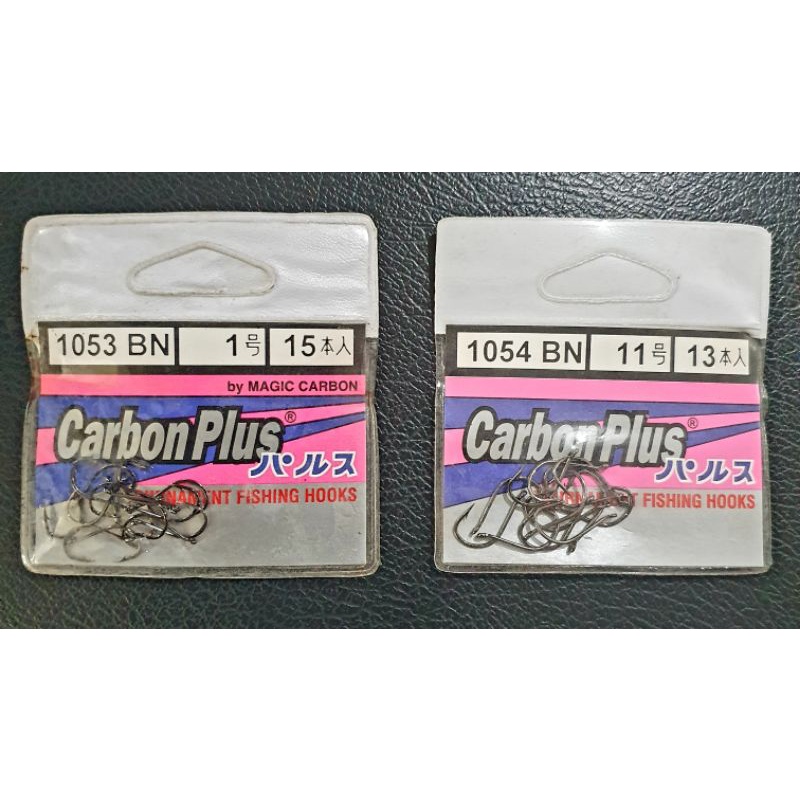 1053 BN 1号 15本入
by MAGIC CARBON
Carbon Plus®
パルス
FISHING HOOKS
1054 BN 11号 13本入
Carbon Plus®
パルス
FISHING HOOKS